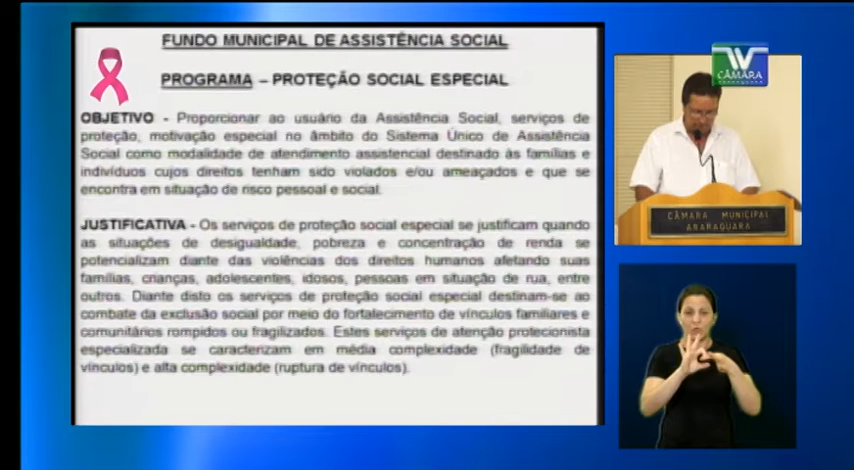 FUNDO MUNICIPAL DE ASSISTÊNCIA SOCIAL
PROGRAMA – PROTEÇÃO SOCIAL ESPECIAL
OBJETIVO - Proporcionar ao usuário da Assistência Social, serviços de
proteção, motivação especial no âmbito do Sistema Único de Assistência
Social como modalidade de atendimento assistencial destinado às famílias e
indivíduos cujos direitos tenham sido violados e/ou ameaçados e que se
encontra em situação de risco pessoal e social.
JUSTIFICATIVA - Os serviços de proteção social especial se justificam quando
as situações de desigualdade, pobreza e concentração de renda se
potencializam diante das violências dos direitos humanos afetando suas
famílias, crianças, adolescentes, idosos, pessoas em situação de rua, entre
outros. Diante disto os serviços de proteção social especial destinam-se ao
combate da exclusão social por meio do fortalecimento de vínculos familiares e
comunitários rompidos ou fragilizados. Estes serviços de atenção protecionista
especializada se caracterizam em média complexidade (fragilidade de
vínculos) e alta complexidade (ruptura de vínculos).
TV
CÂMARA
ARARAQUARA
CÂMARA MUNICIPAL
ARARAQUARA